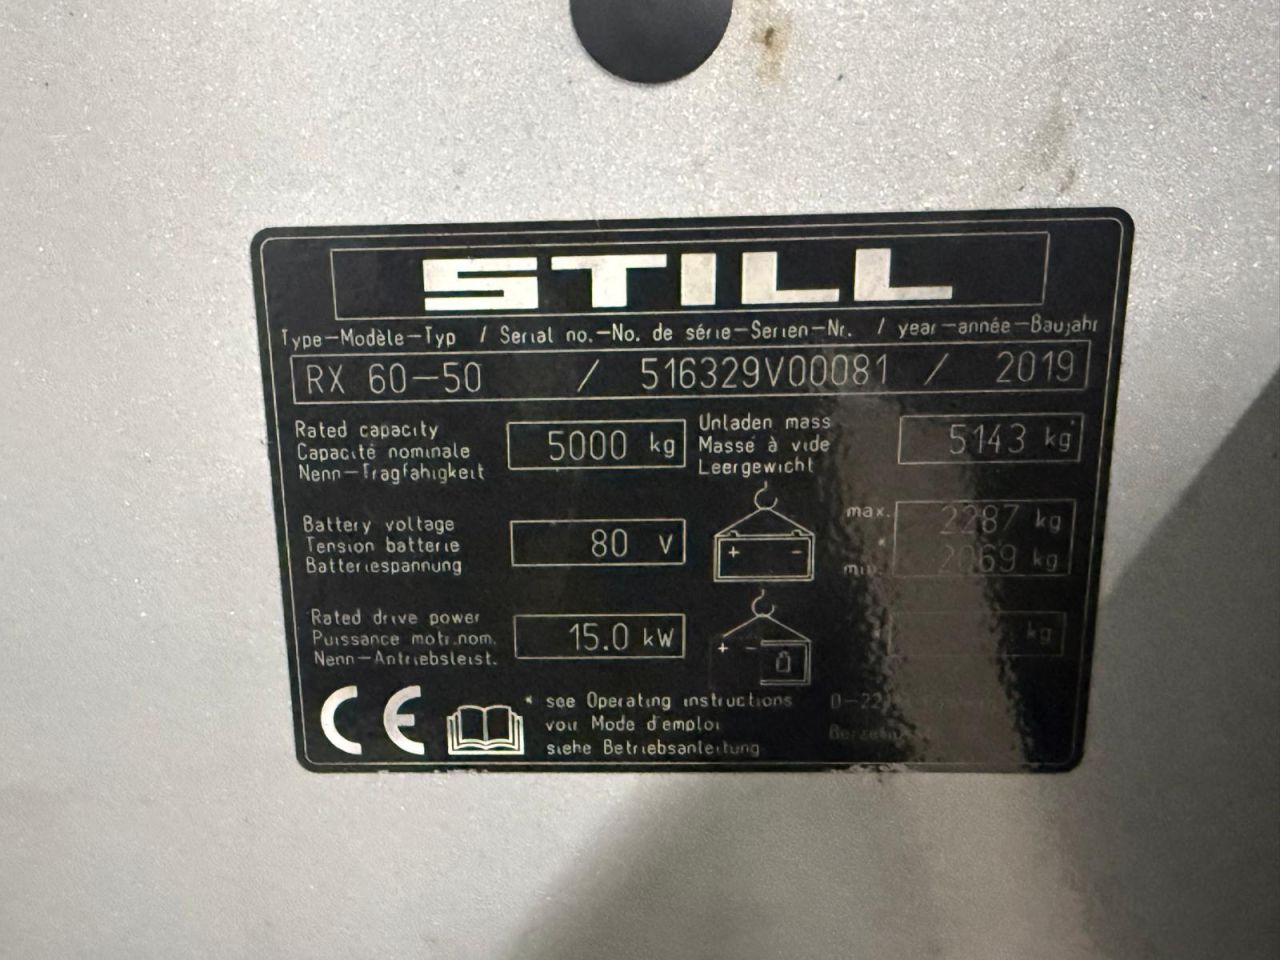 STILL
Type-Modèle-Typ / Serial no.-No. de série-Serien-Nr. / year-année-Baujahr
RX 60-50 / 516329V00081 / 2019
Rated capacity
Capacité nominale
Nenn-Tragfähigkeit
5000 kg
Unladen mass
Massé à vide
Leergewicht
5143 kg*
Battery voltage
Tension batterie
Batteriespannung
80 V
+ -
max. 2287 kg
* min. 2069 kg
Rated drive power
Puissance motr.nom.
Nenn-Antriebsleist.
15.0 kW
+ -
kg
CE
* see Operating instructions
voir Mode d'emploi
siehe Betriebsanleitung